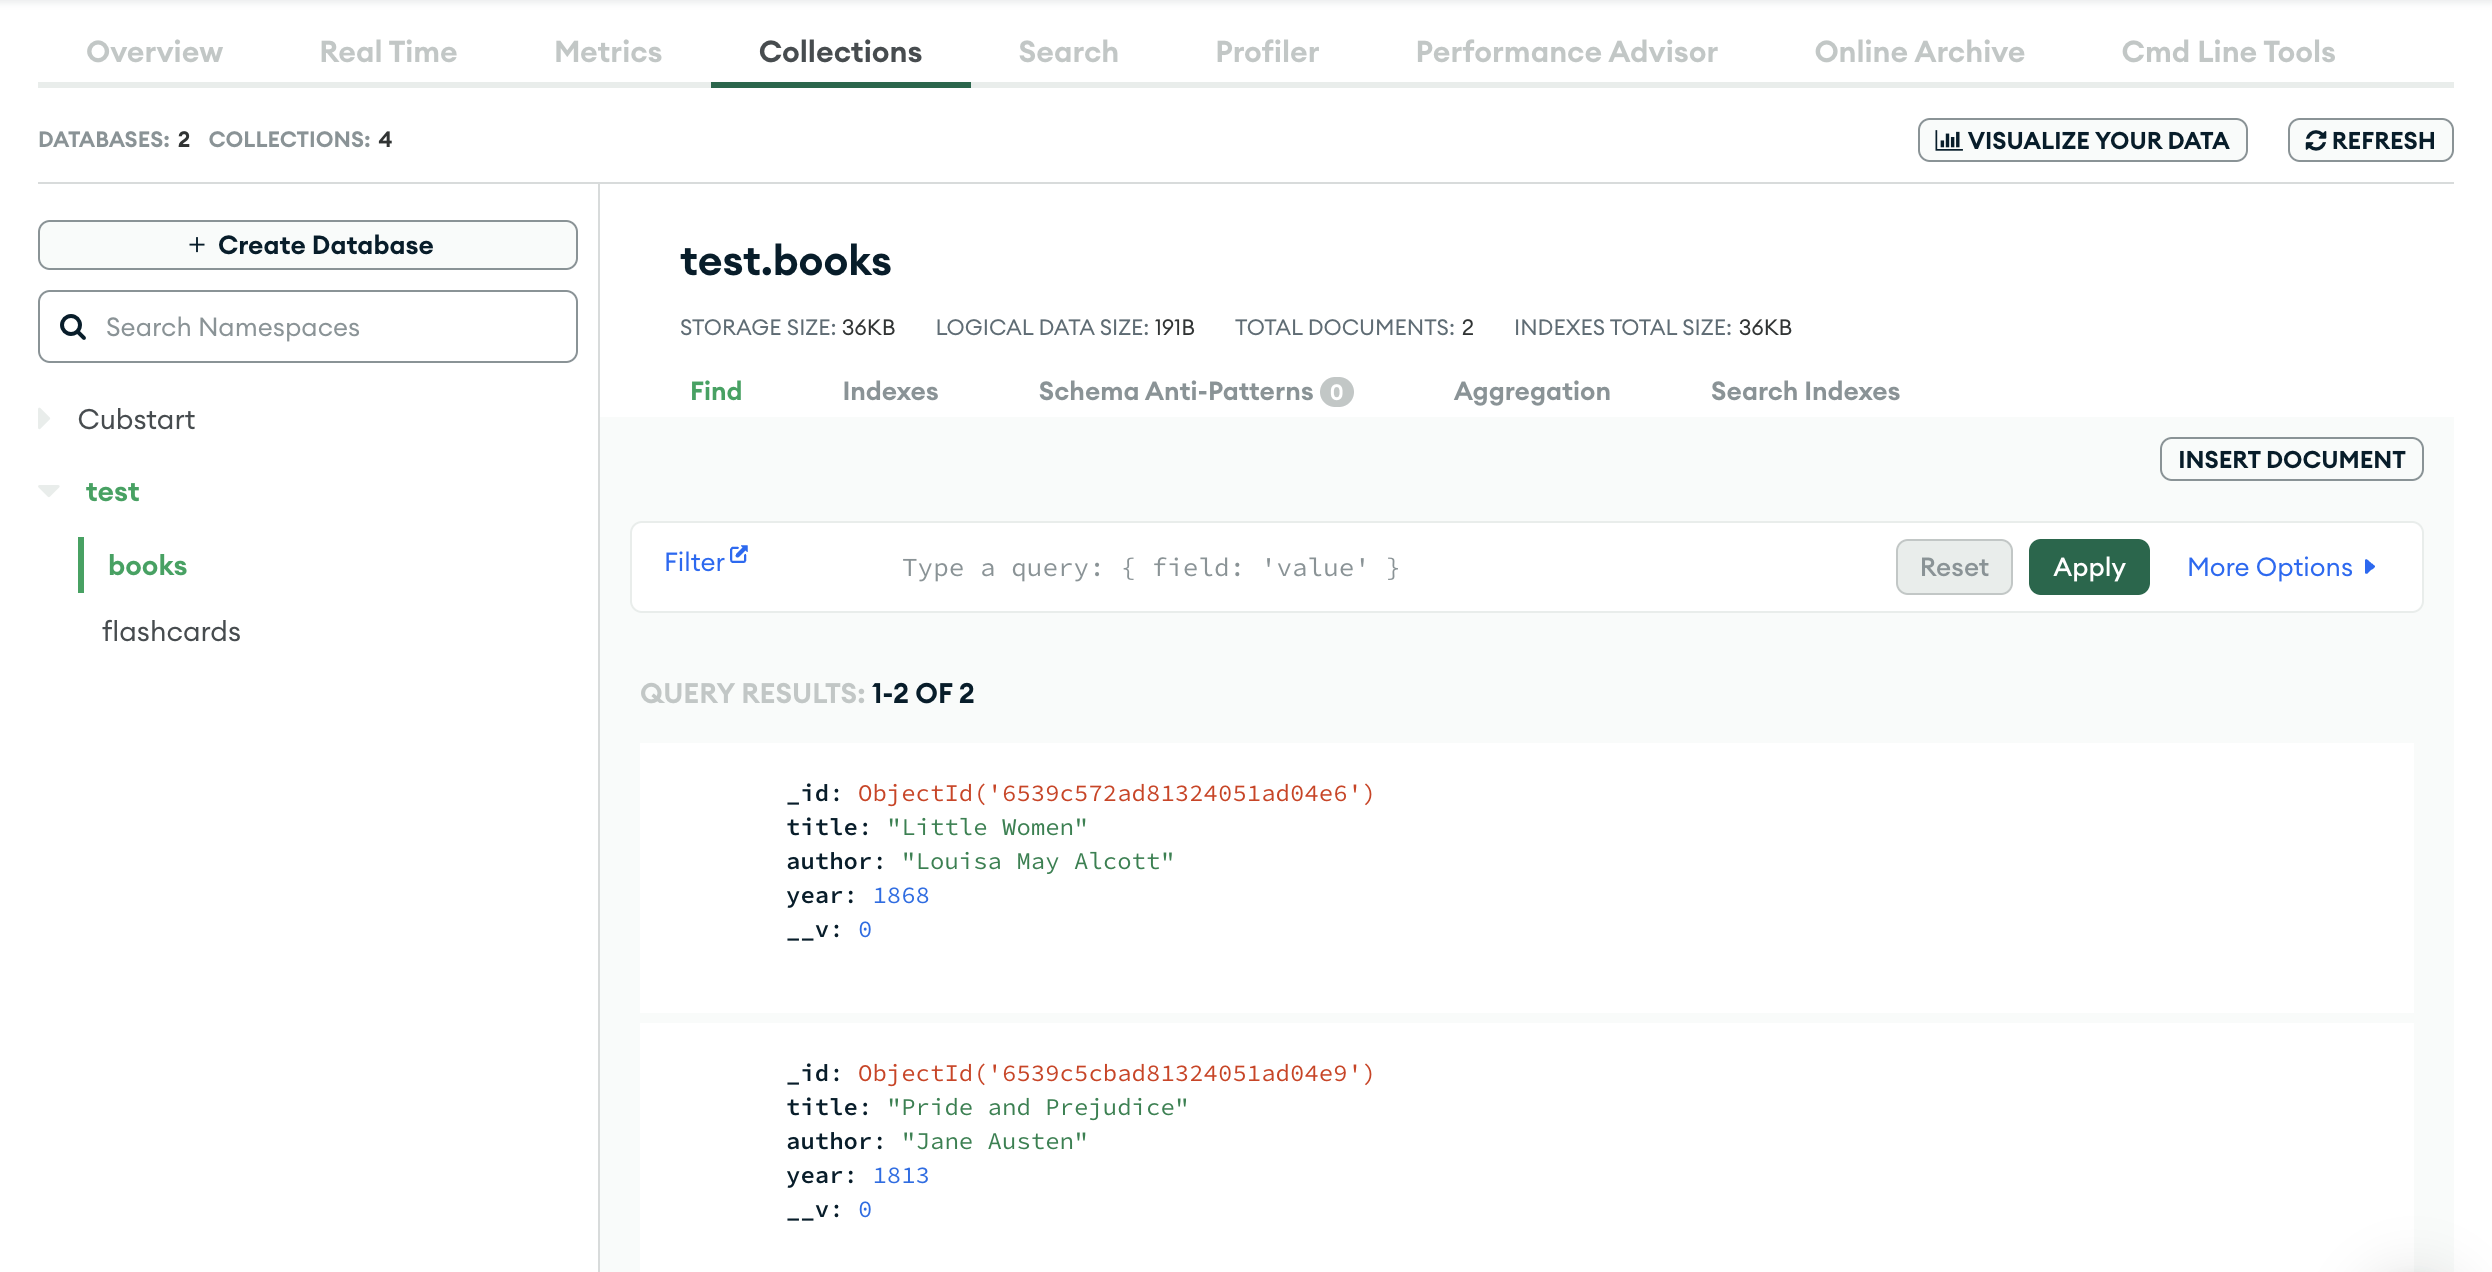 Overview Real Time Metrics Collections Search Profiler Performance Advisor Online Archive Cmd Line Tools
DATABASES: 2 COLLECTIONS: 4
VISUALIZE YOUR DATA
REFRESH
+ Create Database
Search Namespaces
Cubstart
test
books
flashcards
test.books
STORAGE SIZE: 36KB LOGICAL DATA SIZE: 191B TOTAL DOCUMENTS: 2 INDEXES TOTAL SIZE: 36KB
Find Indexes Schema Anti-Patterns 0 Aggregation Search Indexes
INSERT DOCUMENT
Filter Type a query: { field: 'value' } Reset Apply More Options
QUERY RESULTS: 1-2 OF 2
_id: ObjectId('6539c572ad81324051ad04e6')
title: "Little Women"
author: "Louisa May Alcott"
year: 1868
__v: 0
_id: ObjectId('6539c5cbad81324051ad04e9')
title: "Pride and Prejudice"
author: "Jane Austen"
year: 1813
__v: 0